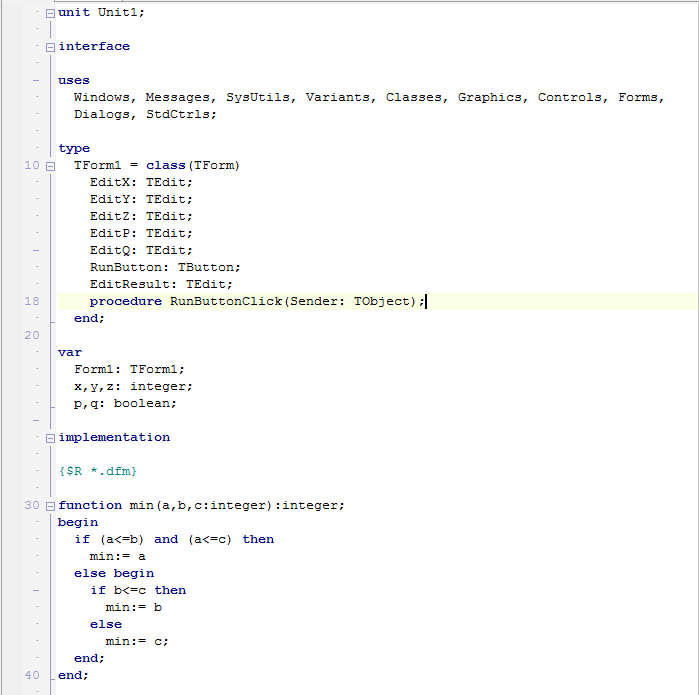 unit Unit1;
interface
uses
Windows, Messages, SysUtils, Variants, Classes, Graphics, Controls, Forms,
Dialogs, StdCtrls;
type
10 TForm1 = class(TForm)
EditX: TEdit;
EditY: TEdit;
EditZ: TEdit;
EditP: TEdit;
EditQ: TEdit;
RunButton: TButton;
EditResult: TEdit;
18 procedure RunButtonClick(Sender: TObject);
end;
20
var
Form1: TForm1;
x,y,z: integer;
p,q: boolean;
implementation
{$R *.dfm}
30 function min(a,b,c:integer):integer;
begin
if (a<=b) and (a<=c) then
min:= a
else begin
if b<=c then
min:= b
else
min:= c;
end;
40 end;